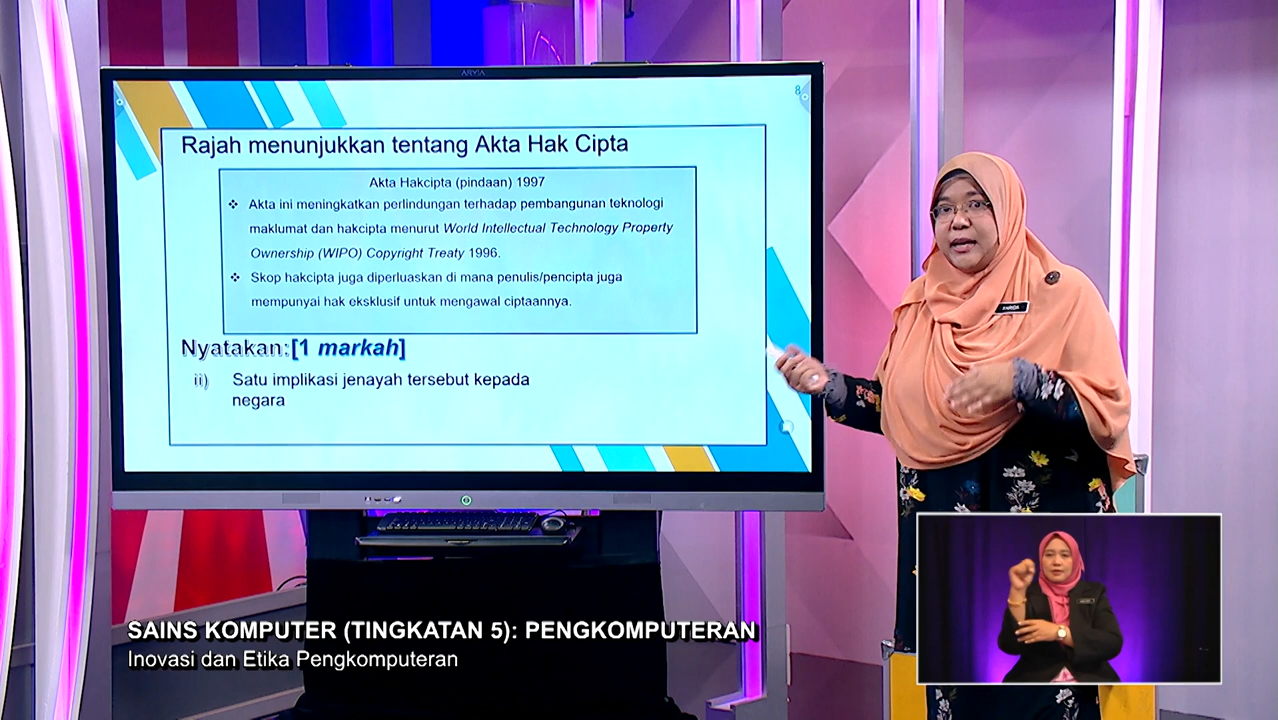 ARVIA
8
Rajah menunjukkan tentang Akta Hak Cipta
Akta Hakcipta (pindaan) 1997
❖ Akta ini meningkatkan perlindungan terhadap pembangunan teknologi
maklumat dan hakcipta menurut World Intellectual Technology Property
Ownership (WIPO) Copyright Treaty 1996.
❖ Skop hakcipta juga diperluaskan di mana penulis/pencipta juga
mempunyai hak eksklusif untuk mengawal ciptaannya.
Nyatakan:[1 markah]
ii) Satu implikasi jenayah tersebut kepada
negara
SAINS KOMPUTER (TINGKATAN 5): PENGKOMPUTERAN
Inovasi dan Etika Pengkomputeran